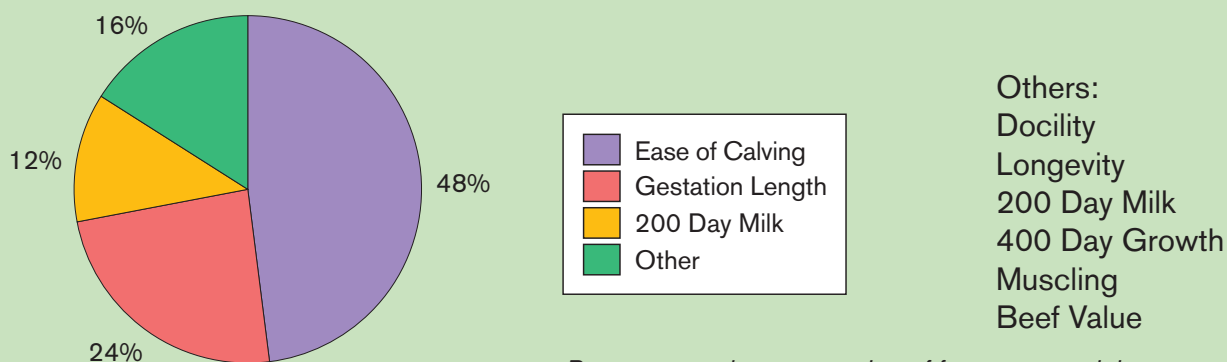 16%
12%
48%
24%
Ease of Calving
Gestation Length
200 Day Milk
Other
Others:
Docility
Longevity
200 Day Milk
400 Day Growth
Muscling
Beef Value